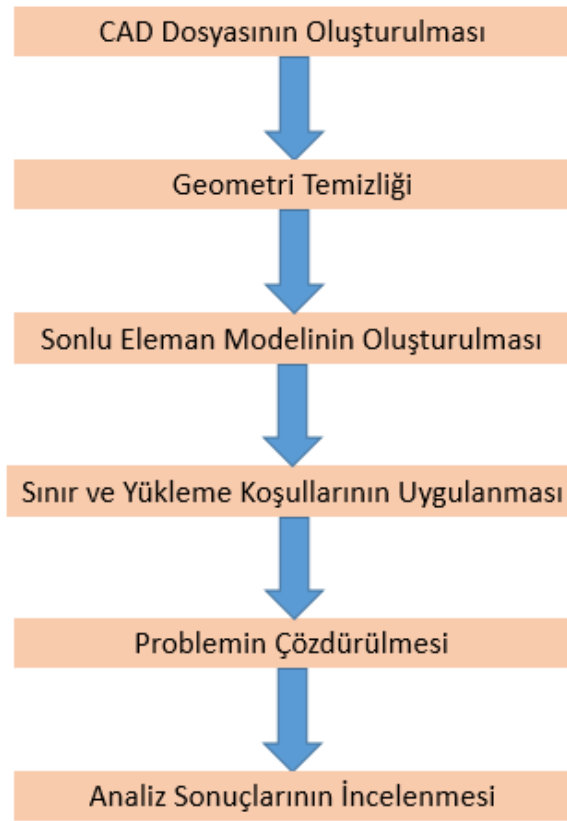 CAD Dosyasının Oluşturulması
Geometri Temizliği
Sonlu Eleman Modelinin Oluşturulması
Sınır ve Yükleme Koşullarının Uygulanması
Problemin Çözdürülmesi
Analiz Sonuçlarının İncelenmesi